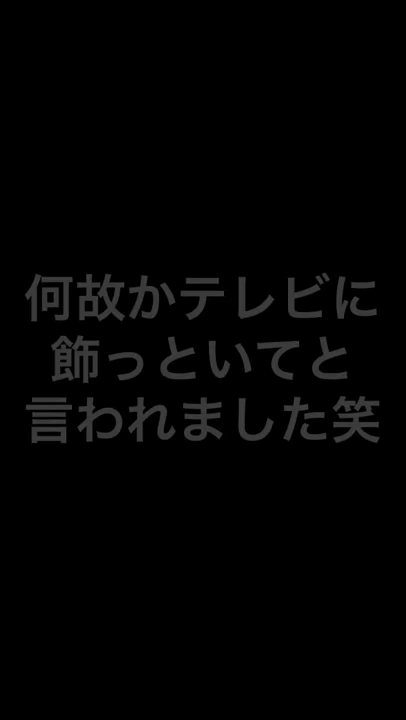 何故かテレビに
飾っといてと
言われました笑